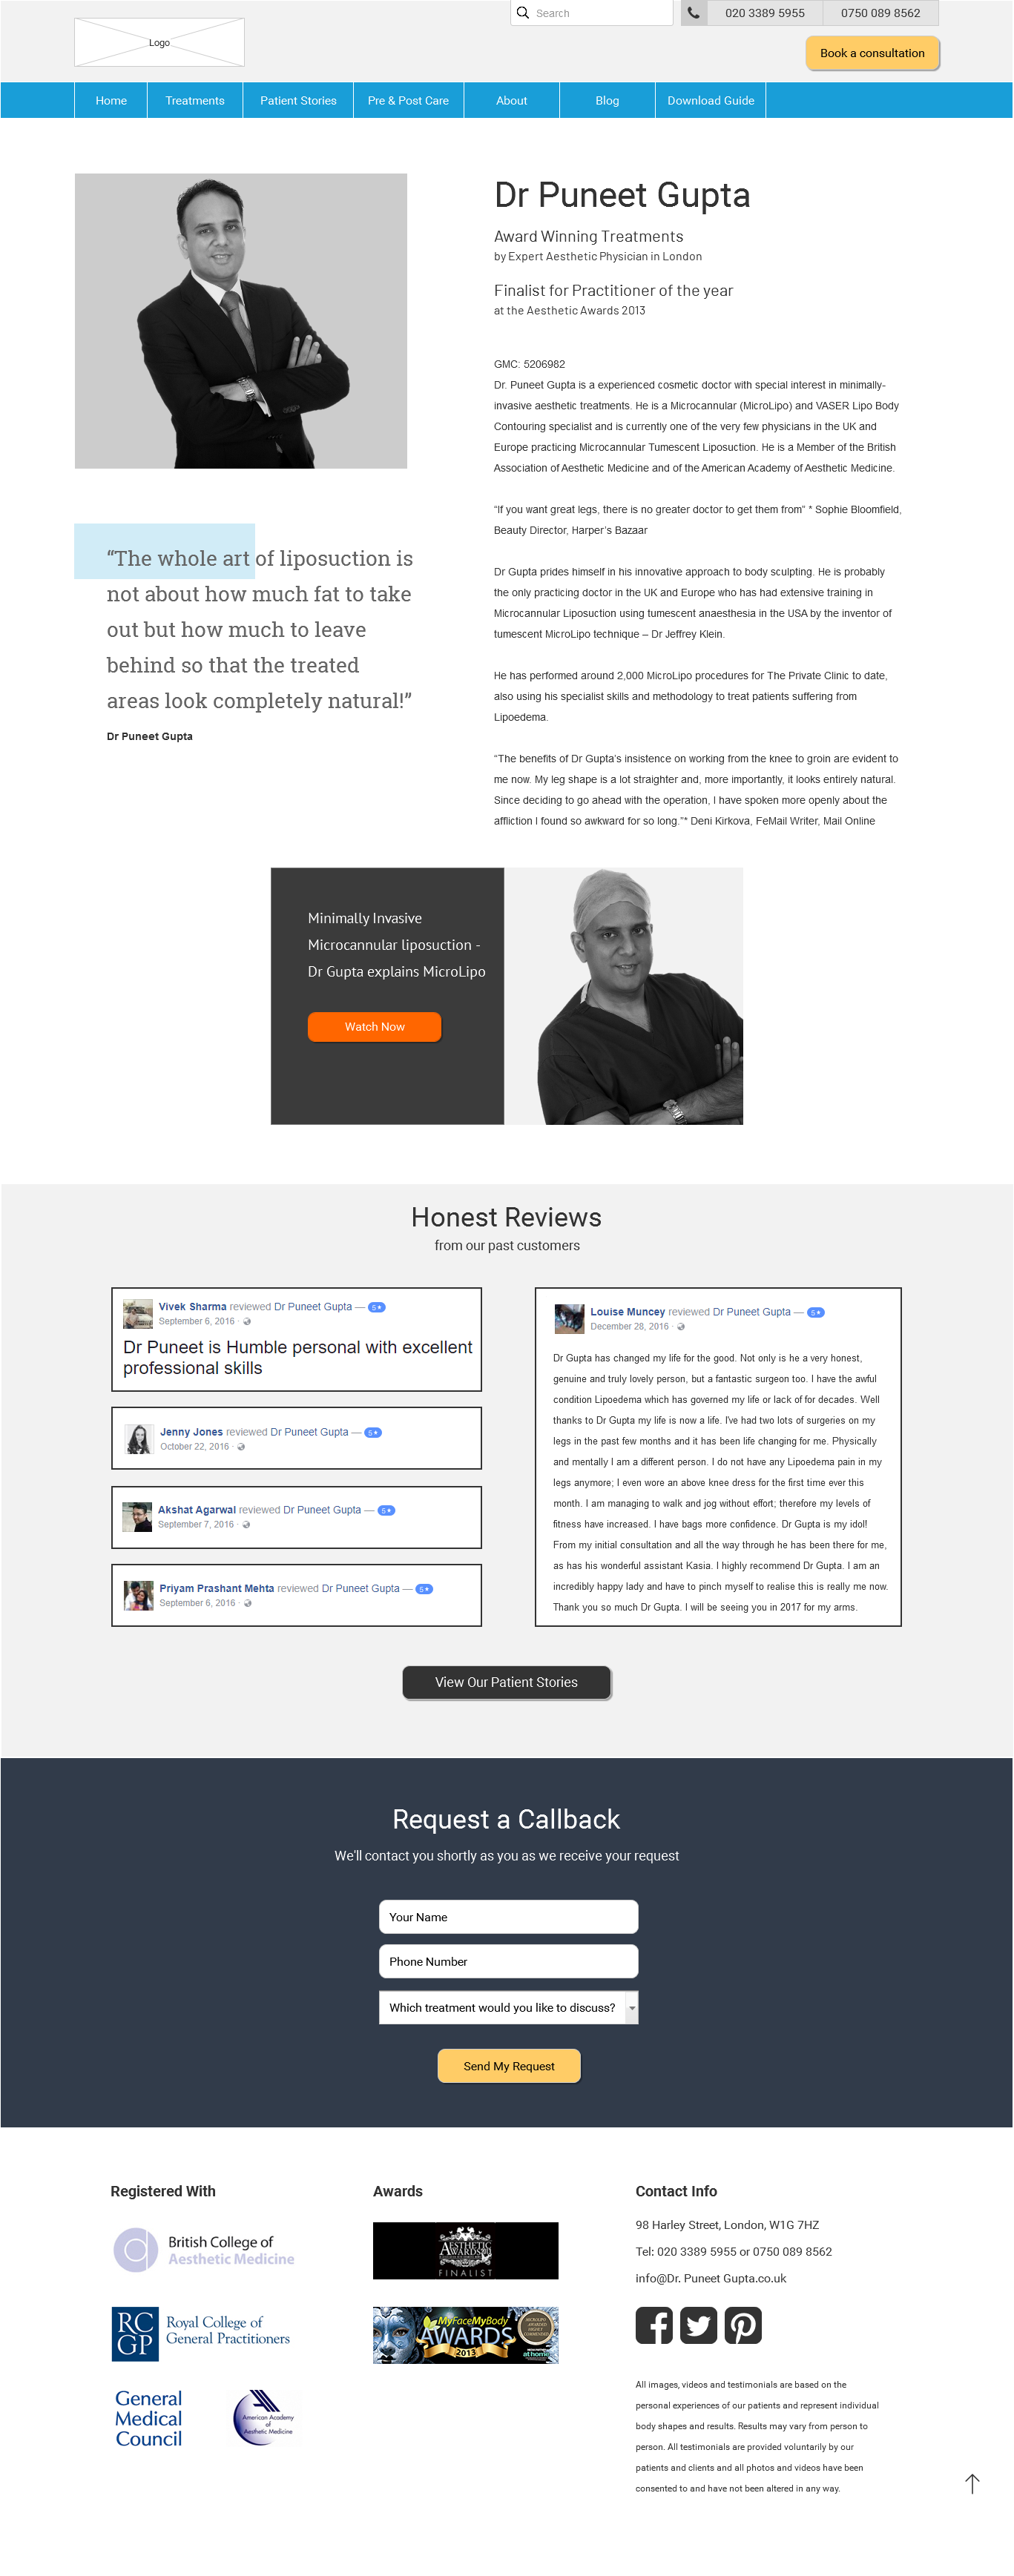 Search
020 3389 5955
0750 089 8562
Logo
Book a consultation
Home
Treatments
Patient Stories
Pre & Post Care
About
Blog
Download Guide
Dr Puneet Gupta
Award Winning Treatments
by Expert Aesthetic Physician in London
Finalist for Practitioner of the year
at the Aesthetic Awards 2013
GMC: 5206982
Dr. Puneet Gupta is a experienced cosmetic doctor with special interest in minimally-
invasive aesthetic treatments. He is a Microcannular (MicroLipo) and VASER Lipo Body
Contouring specialist and is currently one of the very few physicians in the UK and
Europe practicing Microcannular Tumescent Liposuction. He is a Member of the British
Association of Aesthetic Medicine and of the American Academy of Aesthetic Medicine.
“If you want great legs, there is no greater doctor to get them from” * Sophie Bloomfield,
Beauty Director, Harper’s Bazaar
Dr Gupta prides himself in his innovative approach to body sculpting. He is probably
the only practicing doctor in the UK and Europe who has had extensive training in
Microcannular Liposuction using tumescent anaesthesia in the USA by the inventor of
tumescent MicroLipo technique – Dr Jeffrey Klein.
He has performed around 2,000 MicroLipo procedures for The Private Clinic to date,
also using his specialist skills and methodology to treat patients suffering from
Lipoedema.
“The benefits of Dr Gupta’s insistence on working from the knee to groin are evident to
me now. My leg shape is a lot straighter and, more importantly, it looks entirely natural.
Since deciding to go ahead with the operation, I have spoken more openly about the
affliction I found so awkward for so long.”* Deni Kirkova, FeMail Writer, Mail Online
“The whole art of liposuction is
not about how much fat to take
out but how much to leave
behind so that the treated
areas look completely natural!”
Dr Puneet Gupta
Minimally Invasive
Microcannular liposuction -
Dr Gupta explains MicroLipo
Watch Now
Honest Reviews
from our past customers
Vivek Sharma reviewed Dr Puneet Gupta — 5★
September 6, 2016 ·
Dr Puneet is Humble personal with excellent
professional skills
Jenny Jones reviewed Dr Puneet Gupta — 5★
October 22, 2016 ·
Akshat Agarwal reviewed Dr Puneet Gupta — 5★
September 7, 2016 ·
Priyam Prashant Mehta reviewed Dr Puneet Gupta — 5★
September 6, 2016 ·
Louise Muncey reviewed Dr Puneet Gupta — 5★
December 28, 2016 ·
Dr Gupta has changed my life for the good. Not only is he a very honest,
genuine and truly lovely person, but a fantastic surgeon too. I have the awful
condition Lipoedema which has governed my life or lack of for decades. Well
thanks to Dr Gupta my life is now a life. I've had two lots of surgeries on my
legs in the past few months and it has been life changing for me. Physically
and mentally I am a different person. I do not have any Lipoedema pain in my
legs anymore; I even wore an above knee dress for the first time ever this
month. I am managing to walk and jog without effort; therefore my levels of
fitness have increased. I have bags more confidence. Dr Gupta is my idol!
From my initial consultation and all the way through he has been there for me,
as has his wonderful assistant Kasia. I highly recommend Dr Gupta. I am an
incredibly happy lady and have to pinch myself to realise this is really me now.
Thank you so much Dr Gupta. I will be seeing you in 2017 for my arms.
View Our Patient Stories
Request a Callback
We'll contact you shortly as you as we receive your request
Your Name
Phone Number
Which treatment would you like to discuss?
Send My Request
Registered With
British College of
Aesthetic Medicine
RC
GP
Royal College of
General Practitioners
General
Medical
Council
American Academy
of
Aesthetic Medicine
Awards
AESTHETIC
AWARDS
FINALIST
MyFaceMyBody
AWARDS
2013
at home
Contact Info
98 Harley Street, London, W1G 7HZ
Tel: 020 3389 5955 or 0750 089 8562
info@Dr. Puneet Gupta.co.uk
All images, videos and testimonials are based on the
personal experiences of our patients and represent individual
body shapes and results. Results may vary from person to
person. All testimonials are provided voluntarily by our
patients and clients and all photos and videos have been
consented to and have not been altered in any way.